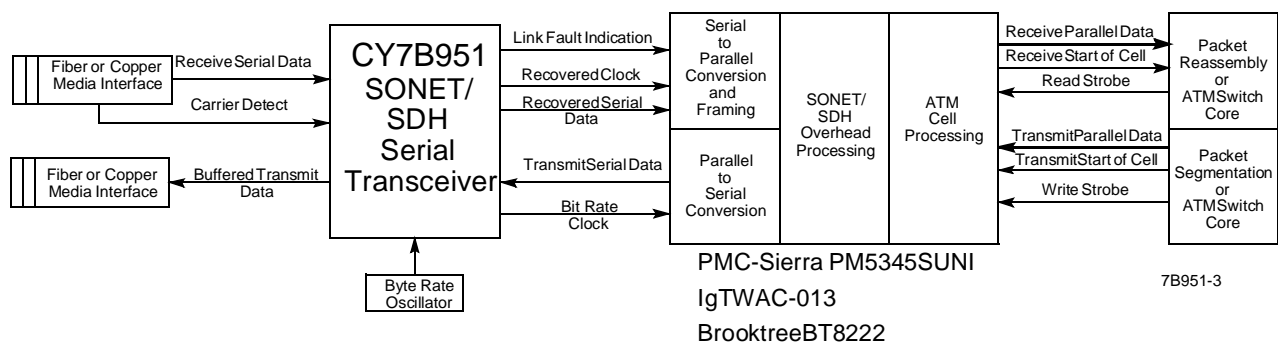 Fiber or Copper
Media Interface
Receive Serial Data
Carrier Detect
Fiber or Copper
Media Interface
Buffered Transmit
Data
CY7B951
SONET/
SDH
Serial
Transceiver
Byte Rate
Oscillator
Link Fault Indication
Recovered Clock
Recovered Serial
Data
Transmit Serial Data
Bit Rate
Clock
Serial
to
Parallel
Conversion
and
Framing
Parallel
to
Serial
Conversion
SONET/
SDH
Overhead
Processing
ATM
Cell
Processing
Receive Parallel Data
Receive Start of Cell
Read Strobe
Transmit Parallel Data
Transmit Start of Cell
Write Strobe
Packet
Reassembly
or
ATM Switch
Core
Packet
Segmentation
or
ATM Switch
Core
PMC-Sierra PM5345SUNI
IgTWAC-013
BrooktreeBT8222
7B951-3